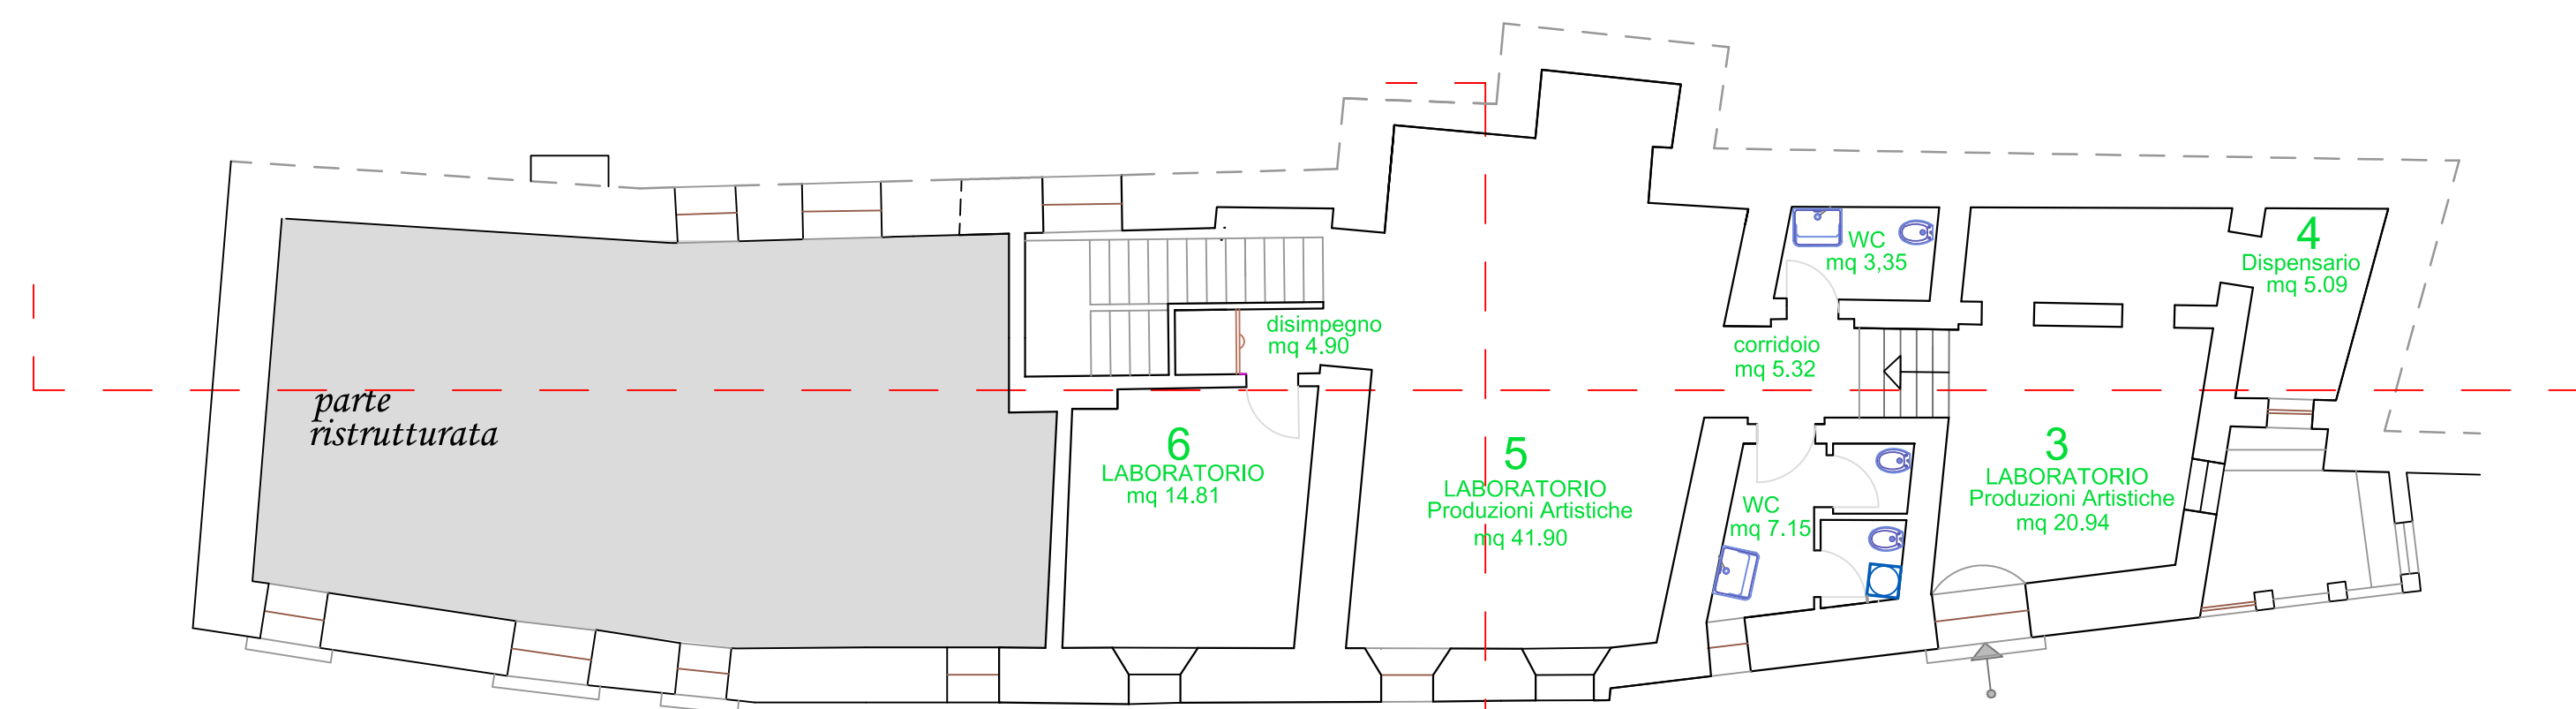 parte
ristrutturata
6
LABORATORIO
mq 14.81
disimpegno
mq 4.90
5
LABORATORIO
Produzioni Artistiche
mq 41.90
WC
mq 3,35
corridoio
mq 5.32
WC
mq 7.15
3
LABORATORIO
Produzioni Artistiche
mq 20.94
4
Dispensario
mq 5.09